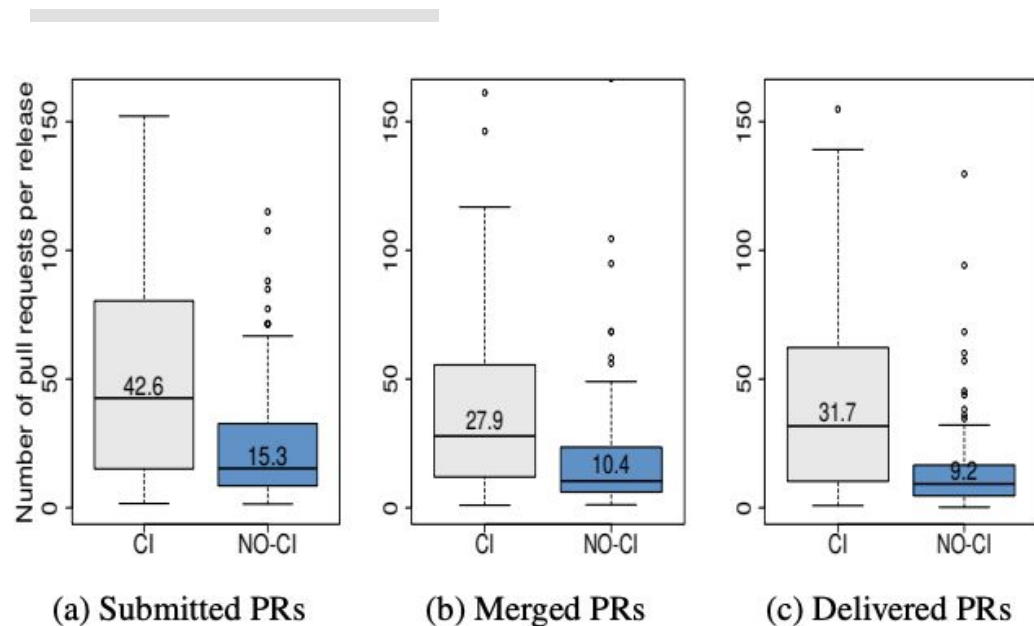 Number of pull requests per release
150
100
50
0
42.6
15.3
CI
NO-CI
(a) Submitted PRs
150
100
50
0
27.9
10.4
CI
NO-CI
(b) Merged PRs
150
100
50
0
31.7
9.2
CI
NO-CI
(c) Delivered PRs